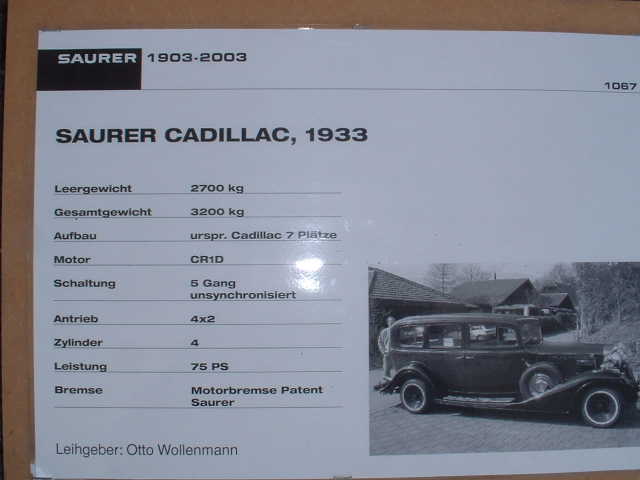 SAURER 1903-2003
1067
SAURER CADILLAC, 1933
Leergewicht 2700 kg
Gesamtgewicht 3200 kg
Aufbau urspr. Cadillac 7 Plätze
Motor CR1D
Schaltung 5 Gang
unsynchronisiert
Antrieb 4x2
Zylinder 4
Leistung 75 PS
Bremse Motorbremse Patent
Saurer
Leihgeber: Otto Wollenmann